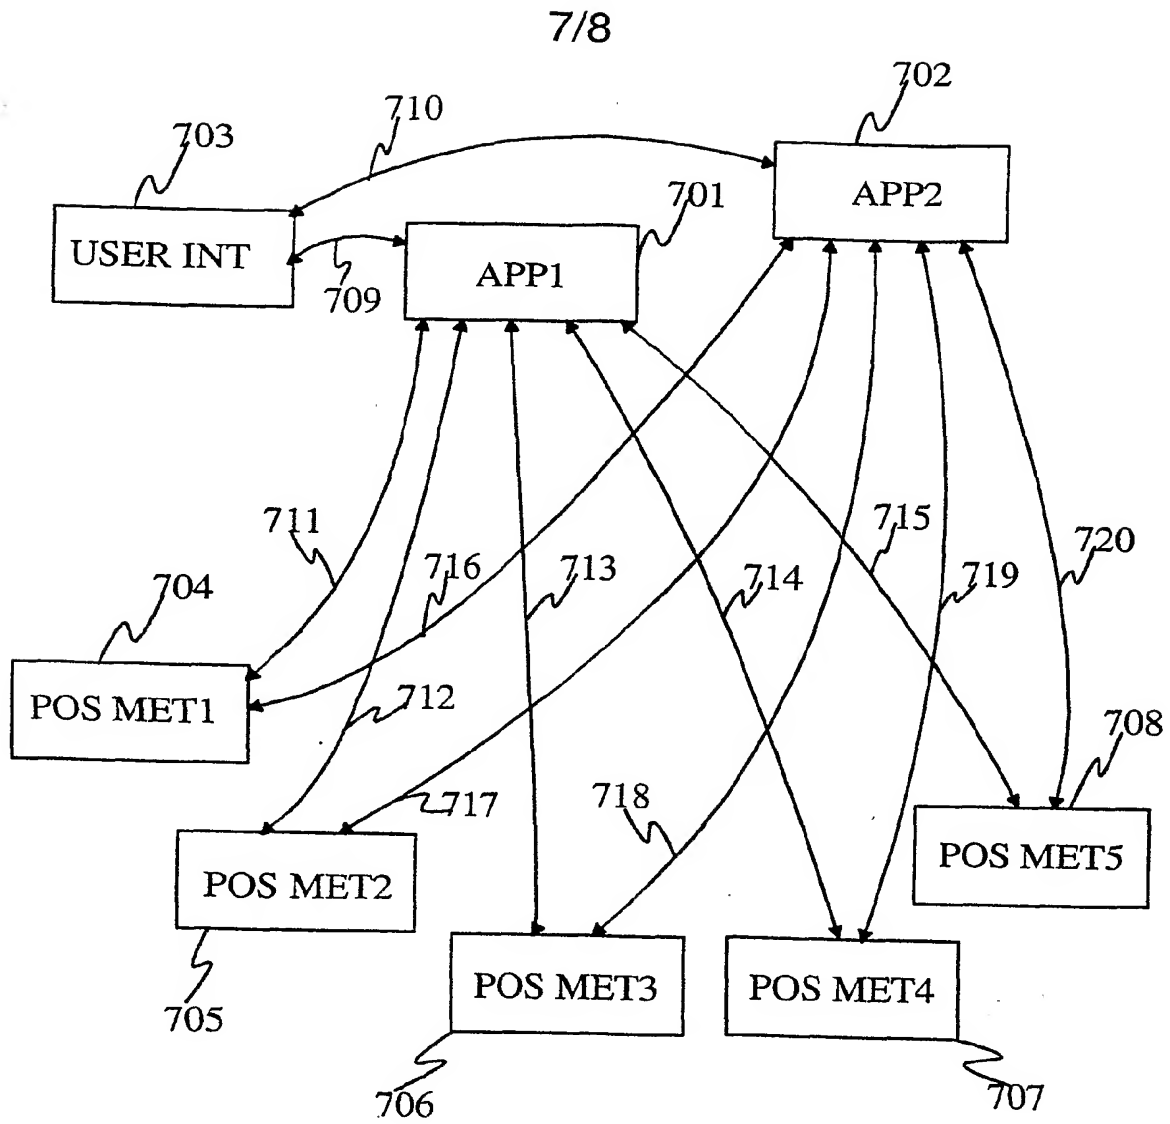 7/8
702
710
703
701
APP2
USER INT
APP1
709
711
715
720
716
713
714
719
704
712
POS MET1
708
717
718
POS MET5
POS MET2
POS MET3
POS MET4
705
706
707